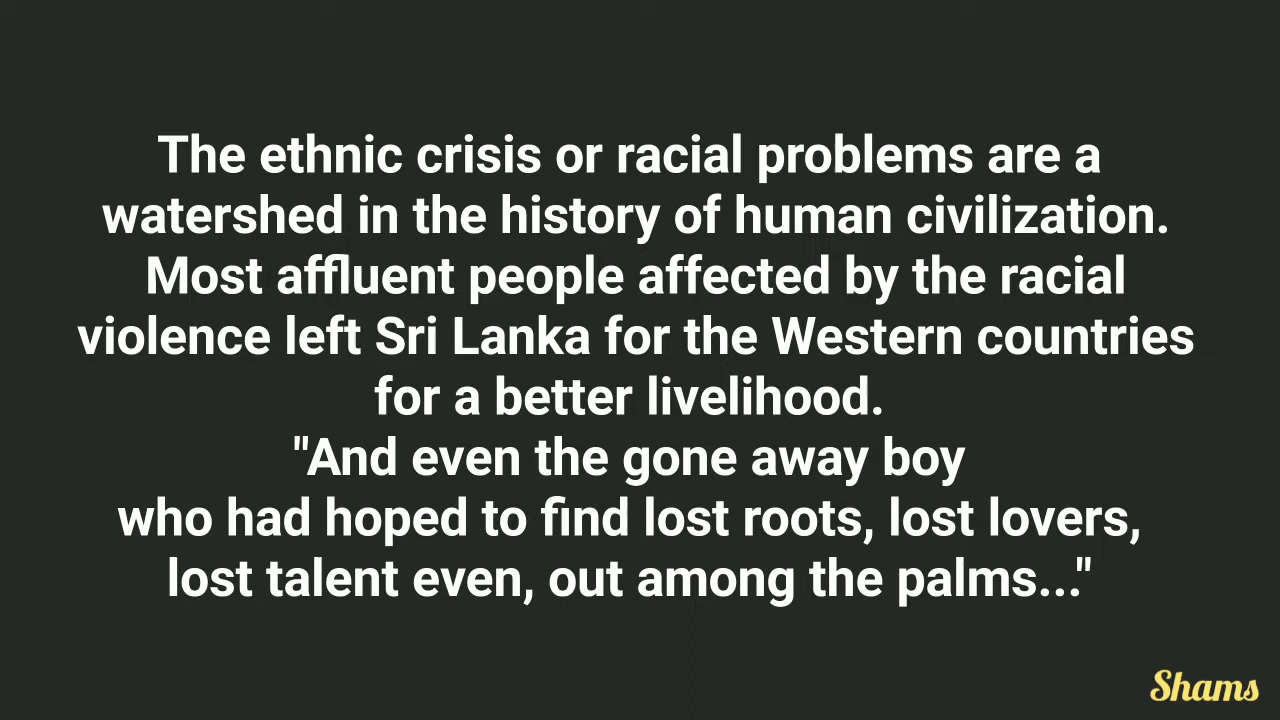 The ethnic crisis or racial problems are a
watershed in the history of human civilization.
Most affluent people affected by the racial
violence left Sri Lanka for the Western countries
for a better livelihood.
"And even the gone away boy
who had hoped to find lost roots, lost lovers,
lost talent even, out among the palms..."
Shams